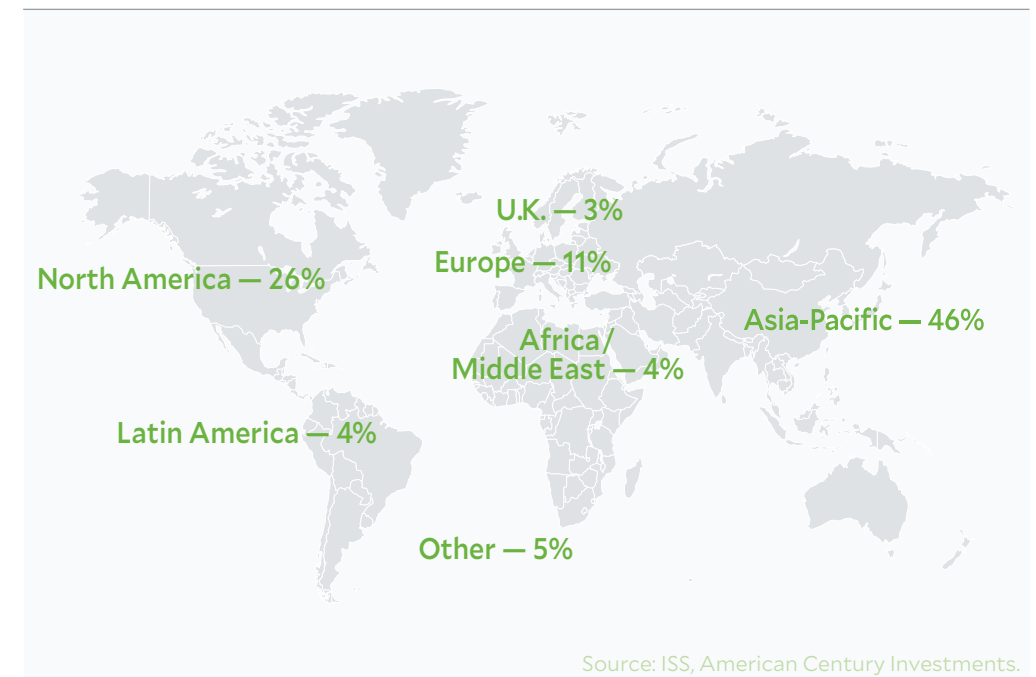 U.K. — 3%
Europe — 11%
North America — 26%
Asia-Pacific — 46%
Africa/
Middle East — 4%
Latin America — 4%
Other — 5%
Source: ISS, American Century Investments.